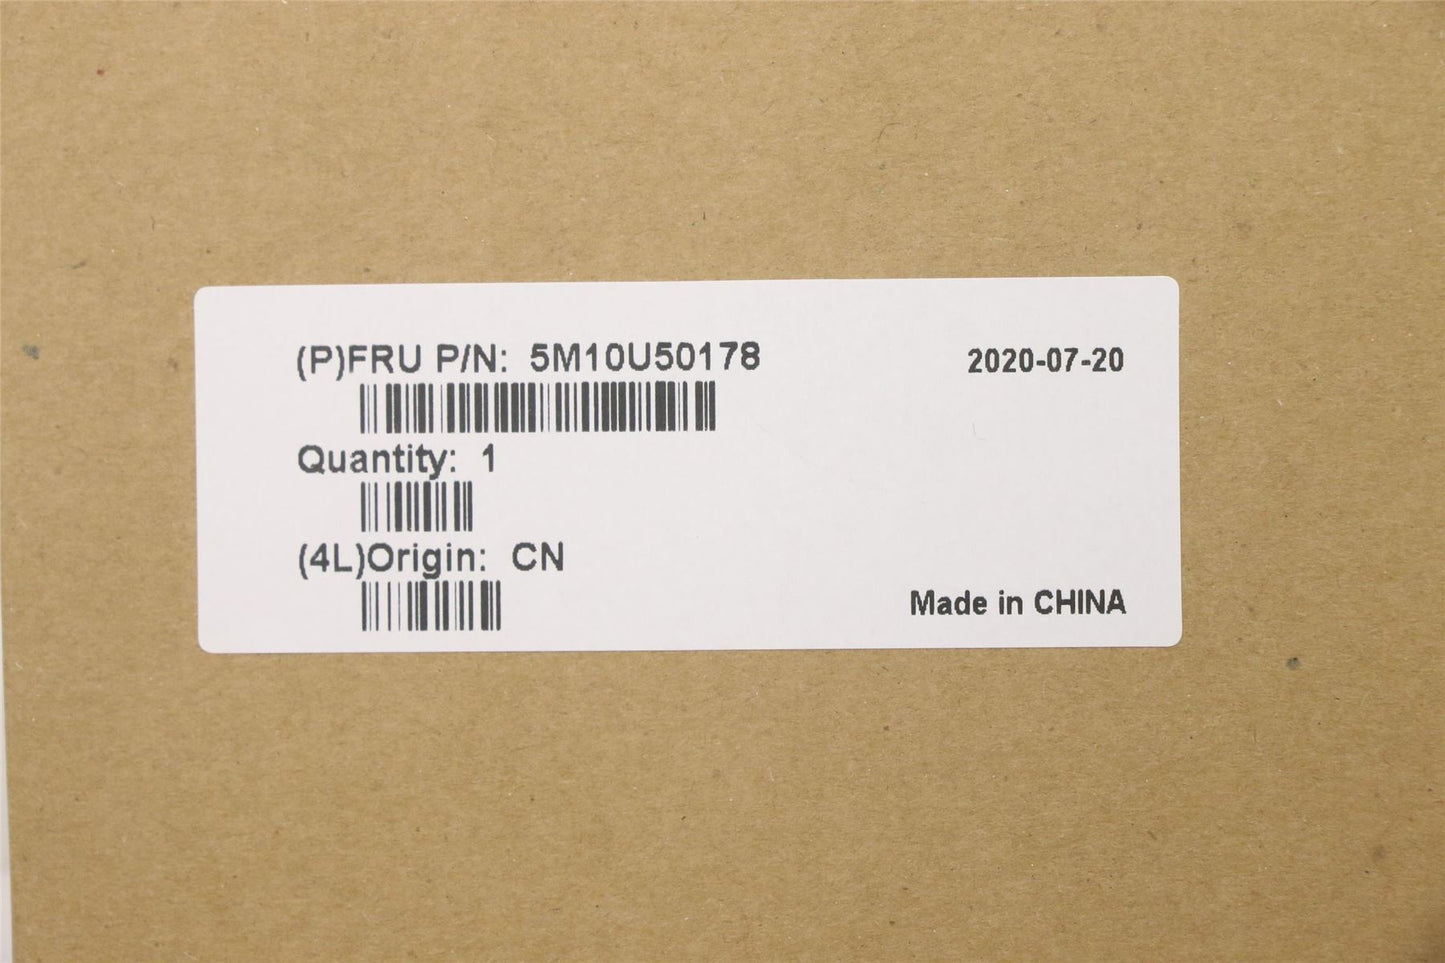 (P)FRU P/N: 5M10U50178
2020-07-20
Quantity: 1
(4L)Origin: CN
Made in CHINA